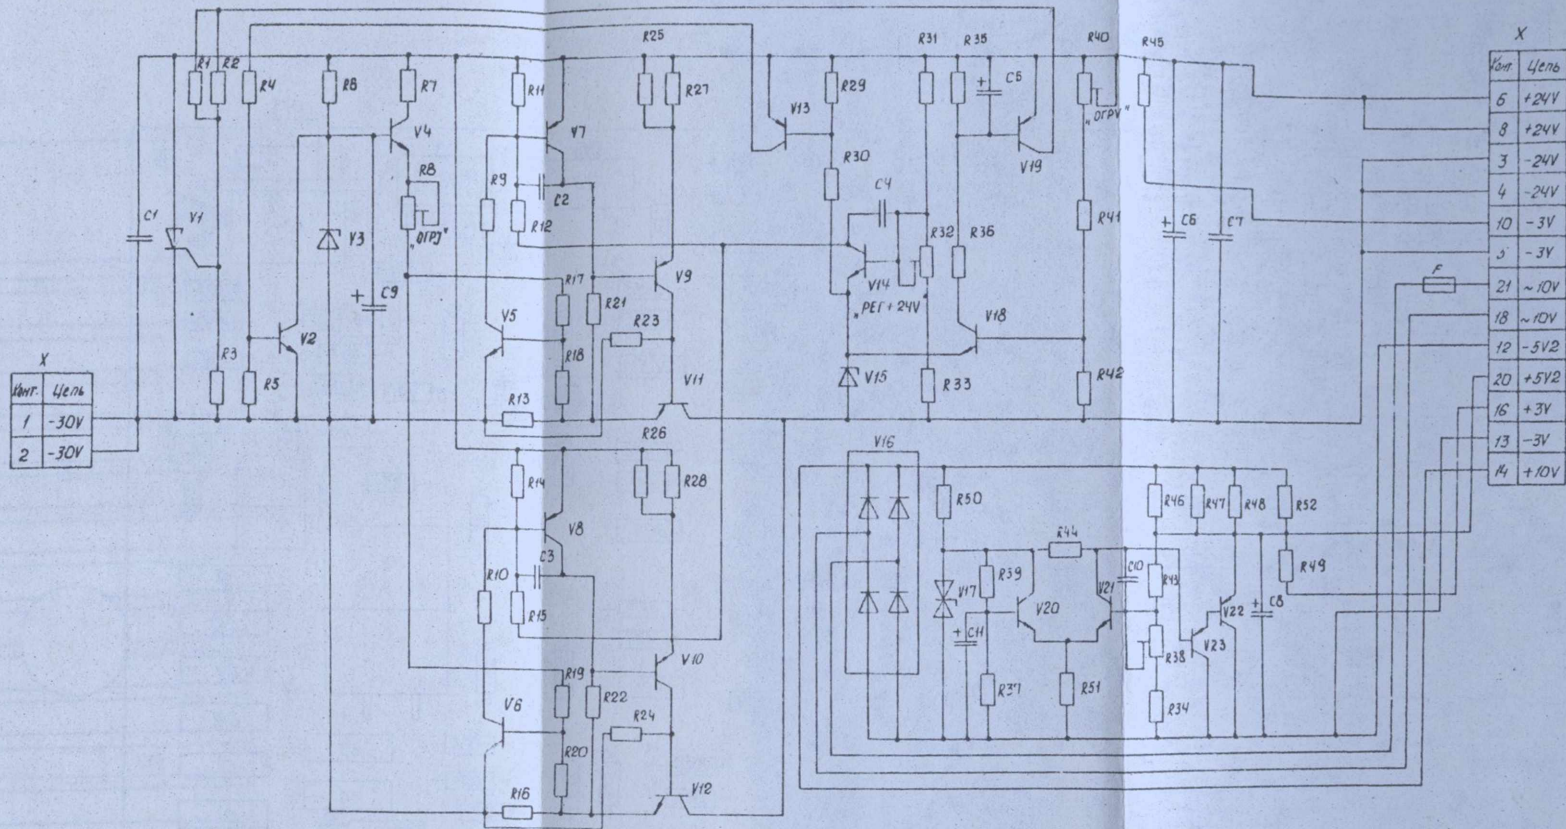 X
Конт. Цепь
1 -30V
2 -30V
C1
V1
R1
R2
R4
R3
R5
V2
R6
V3
C9
R7
V4
R8
"ОГРJ"
R11
V7
R9
C2
R12
R17
V5
R18
R13
R21
R23
R25
R27
V9
V11
R14
V8
C3
R10
R15
R19
V6
R20
R16
R22
R24
R26
R28
V10
V12
V13
R29
R30
C4
V14
R31
R32
"РЕГ+24V"
V15
R33
R35
C5
V19
R36
V18
R40
"ОГРV"
R41
R42
R45
C6
C7
V16
R50
V17
R39
C11
R37
V20
R44
R51
V21
C10
R46
R43
R38
R34
R47
R48
V22
V23
C8
R52
R49
F
X
Конт Цепь
6 +24V
8 +24V
3 -24V
4 -24V
10 -3V
5 -3V
21 ~10V
18 ~10V
12 -5V2
20 +5V2
16 +3V
13 -3V
14 +10V